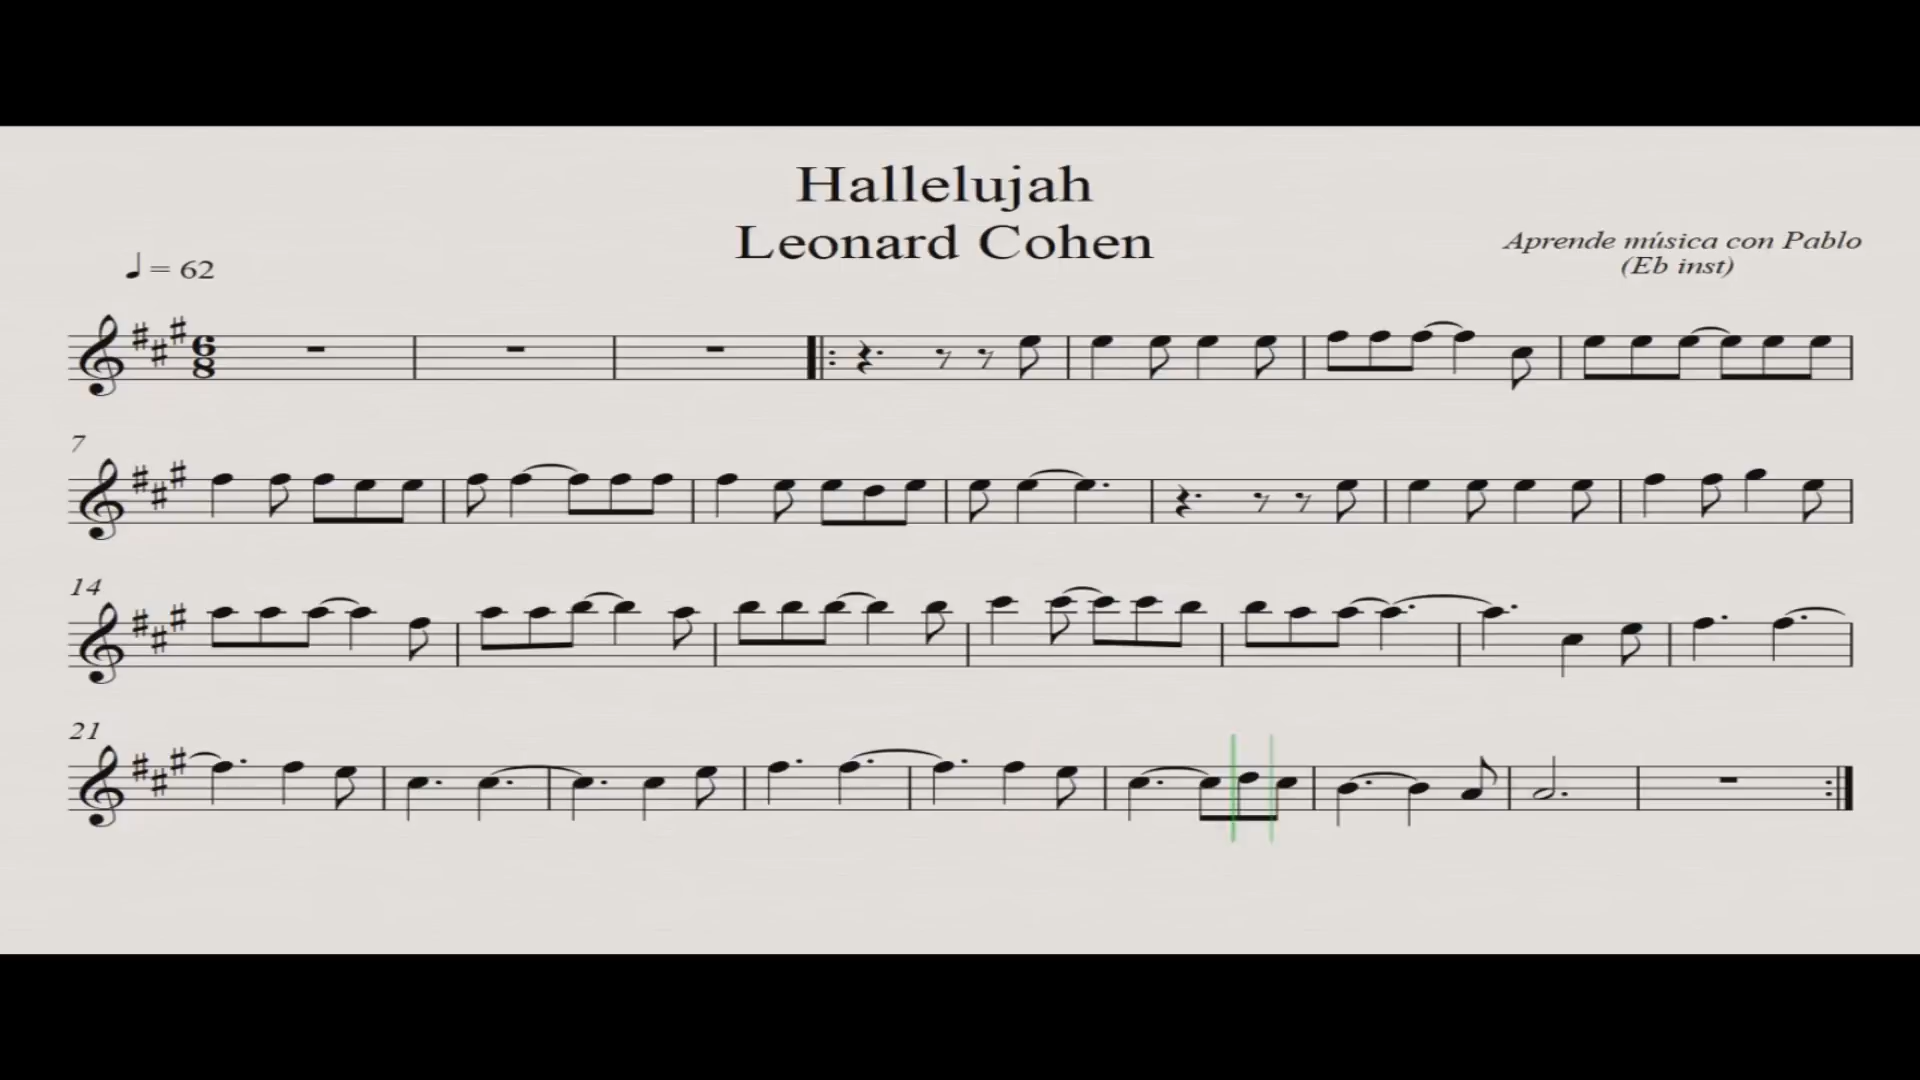 Hallelujah
Leonard Cohen
Aprende música con Pablo
(Eb inst)
= 62
6
8
7
14
21